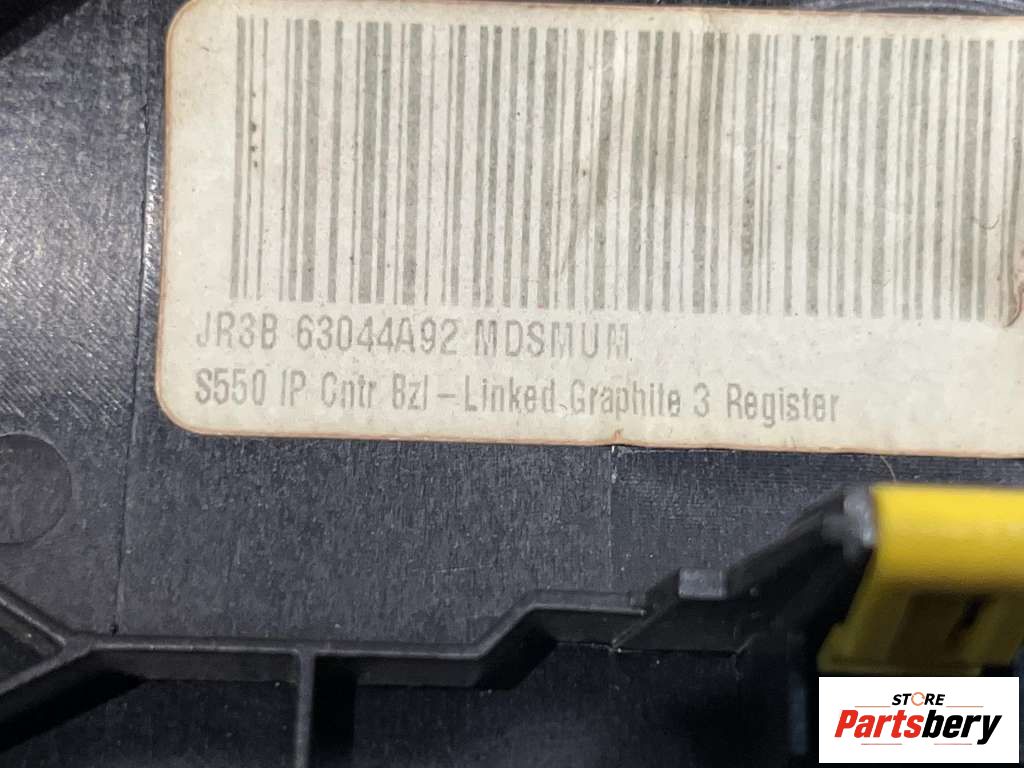 JR3B 63044A92 MDSMUM
S550 IP Cntr Bzl - Linked Graphite 3 Register
STORE
Partsbery